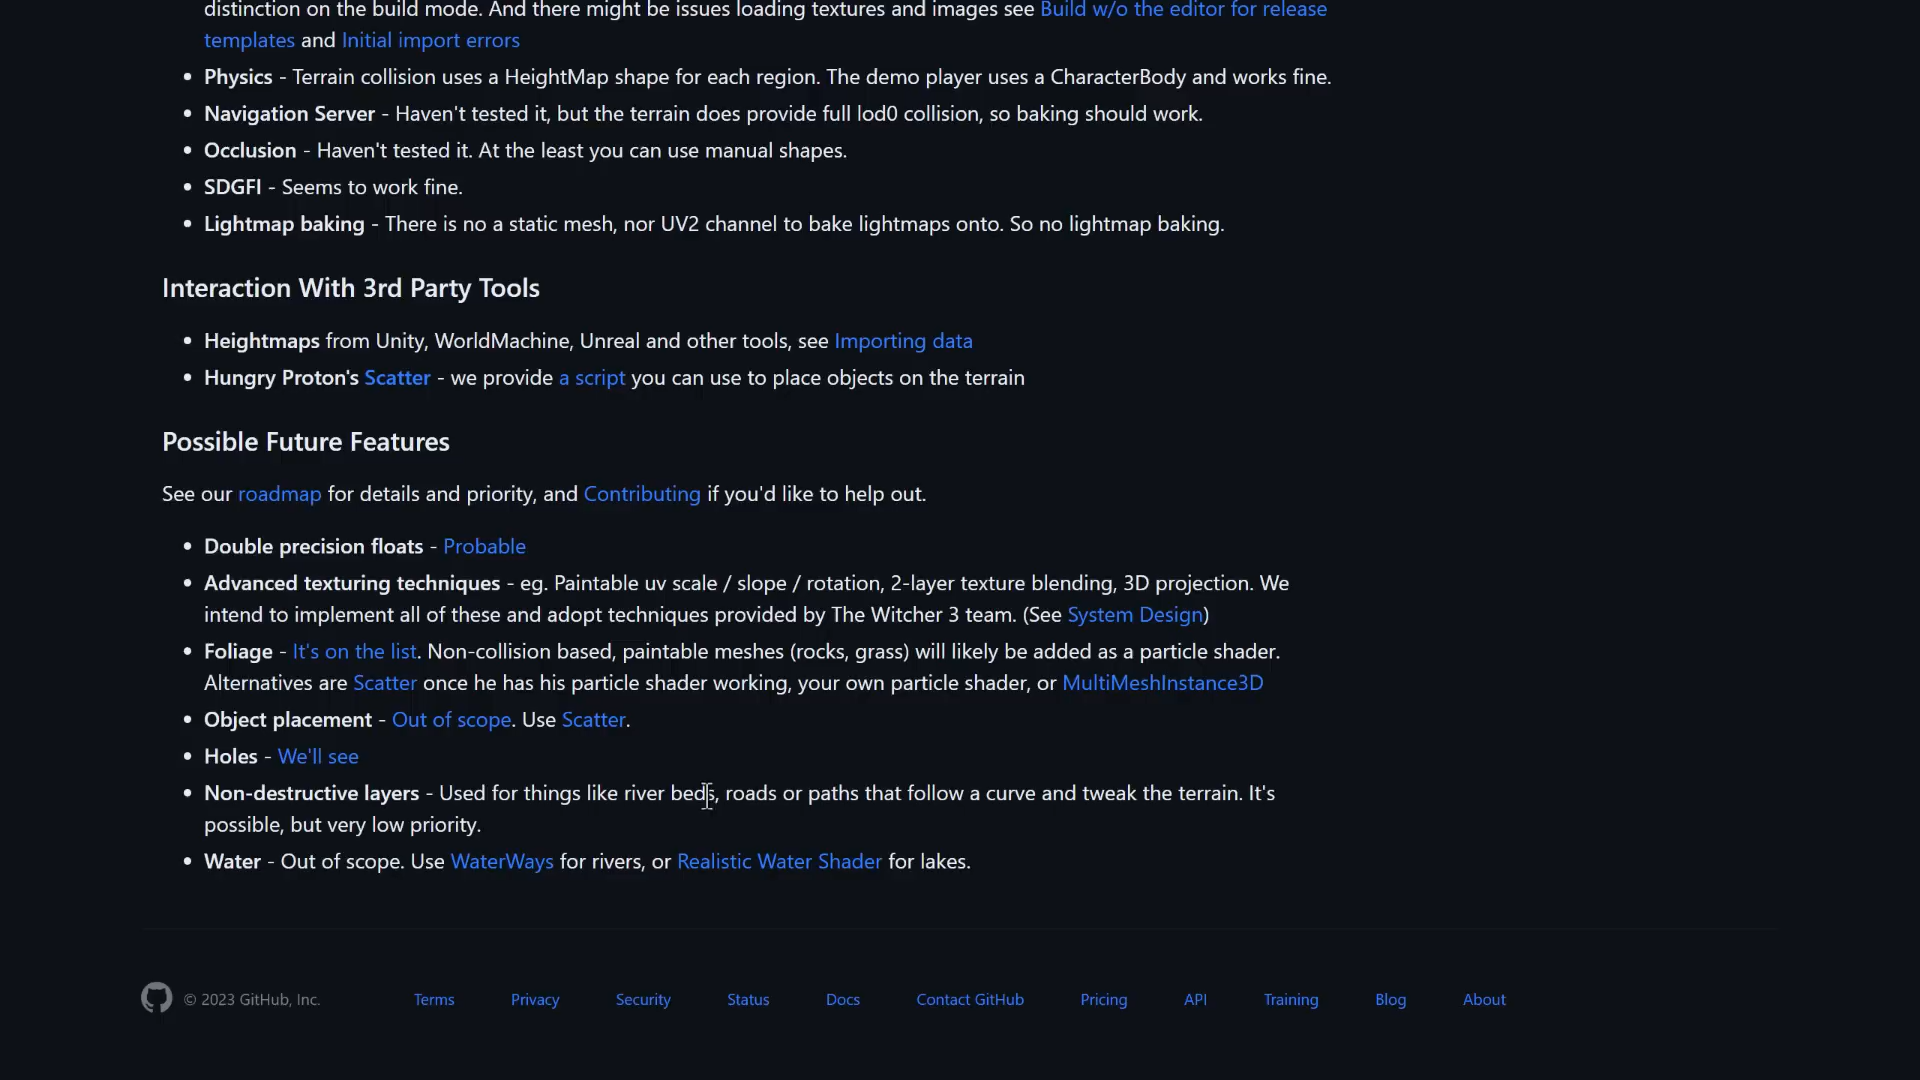 distinction on the build mode. And there might be issues loading textures and images see Build w/o the editor for release
templates and Initial import errors
• Physics - Terrain collision uses a HeightMap shape for each region. The demo player uses a CharacterBody and works fine.
• Navigation Server - Haven't tested it, but the terrain does provide full lod0 collision, so baking should work.
• Occlusion - Haven't tested it. At the least you can use manual shapes.
• SDGFI - Seems to work fine.
• Lightmap baking - There is no a static mesh, nor UV2 channel to bake lightmaps onto. So no lightmap baking.
Interaction With 3rd Party Tools
• Heightmaps from Unity, WorldMachine, Unreal and other tools, see Importing data
• Hungry Proton's Scatter - we provide a script you can use to place objects on the terrain
Possible Future Features
See our roadmap for details and priority, and Contributing if you'd like to help out.
• Double precision floats - Probable
• Advanced texturing techniques - eg. Paintable uv scale / slope / rotation, 2-layer texture blending, 3D projection. We
intend to implement all of these and adopt techniques provided by The Witcher 3 team. (See System Design)
• Foliage - It's on the list. Non-collision based, paintable meshes (rocks, grass) will likely be added as a particle shader.
Alternatives are Scatter once he has his particle shader working, your own particle shader, or MultiMeshInstance3D
• Object placement - Out of scope. Use Scatter.
• Holes - We'll see
• Non-destructive layers - Used for things like river beds, roads or paths that follow a curve and tweak the terrain. It's
possible, but very low priority.
• Water - Out of scope. Use WaterWays for rivers, or Realistic Water Shader for lakes.
© 2023 GitHub, Inc. Terms Privacy Security Status Docs Contact GitHub Pricing API Training Blog About